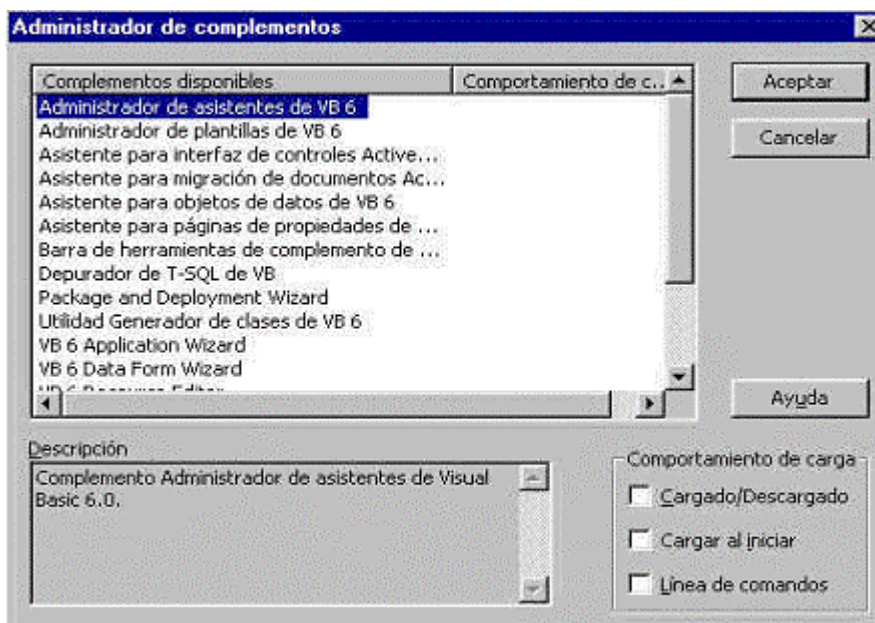 Administrador de complementos
Complementos disponibles Comportamiento de c..
Aceptar
Administrador de asistentes de VB 6
Administrador de plantillas de VB 6
Cancelar
Asistente para interfaz de controles Active...
Asistente para migración de documentos Ac...
Asistente para objetos de datos de VB 6
Asistente para páginas de propiedades de ...
Barra de herramientas de complemento de ...
Depurador de T-SQL de VB
Package and Deployment Wizard
Utilidad Generador de clases de VB 6
VB 6 Application Wizard
VB 6 Data Form Wizard
VB 6 Resource Editor
Ayuda
Descripción
Complemento Administrador de asistentes de Visual
Basic 6.0.
Comportamiento de carga
Cargado/Descargado
Cargar al iniciar
Línea de comandos